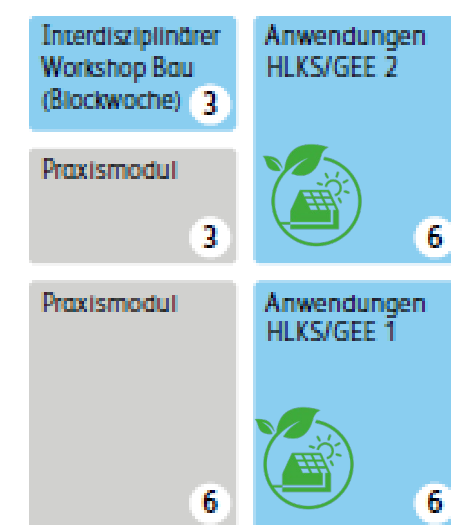 Interdisziplinärer
Workshop Bau
(Blockwoche) 3
Anwendungen
HLKS/GEE 2
6
Praxismodul
3
Praxismodul
6
Anwendungen
HLKS/GEE 1
6